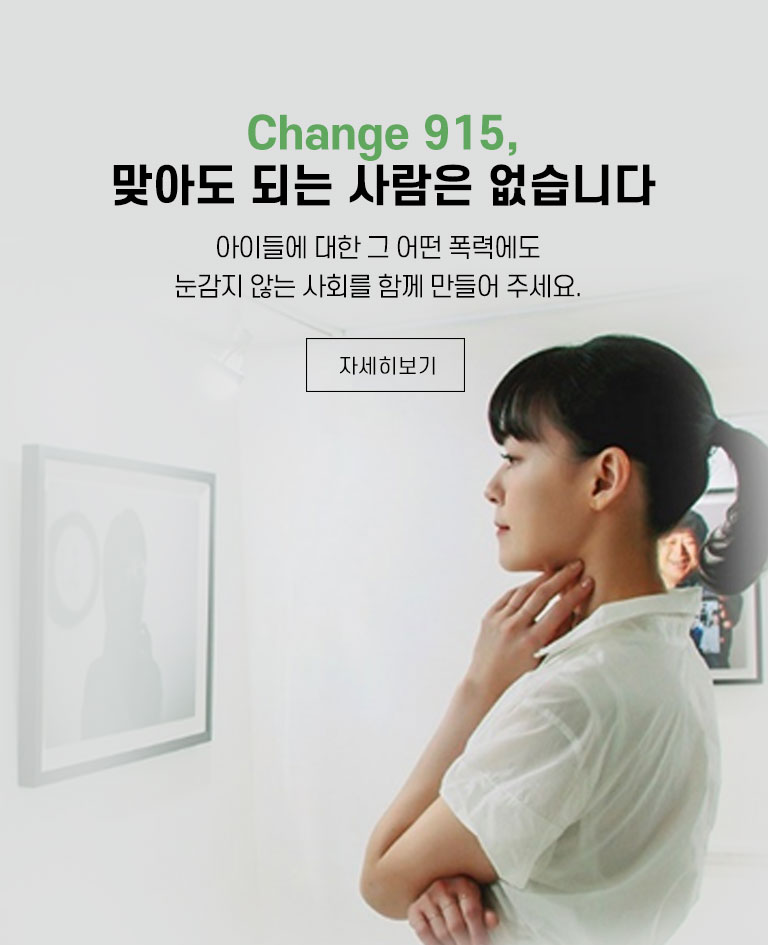 Change 915,
맞아도 되는 사람은 없습니다
아이들에 대한 그 어떤 폭력에도
눈감지 않는 사회를 함께 만들어 주세요.
자세히보기